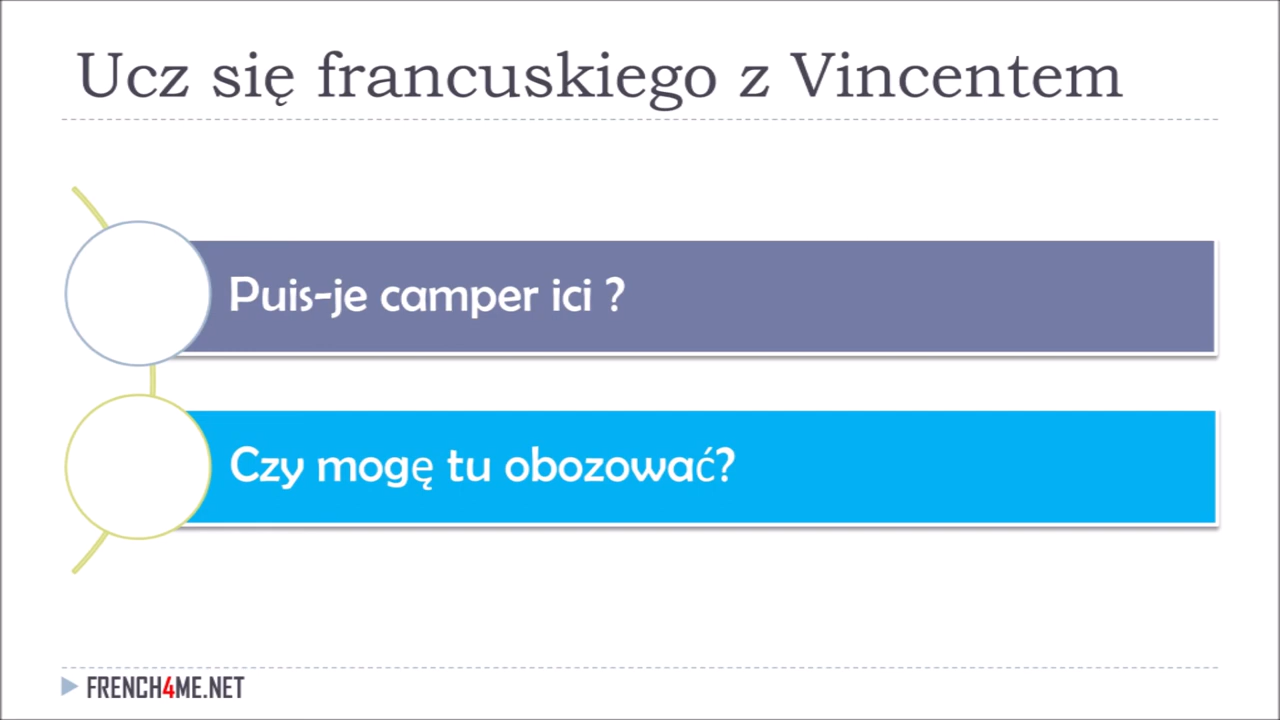 Ucz się francuskiego z Vincentem
Puis-je camper ici ?
Czy mogę tu obozować?
FRENCH4ME.NET